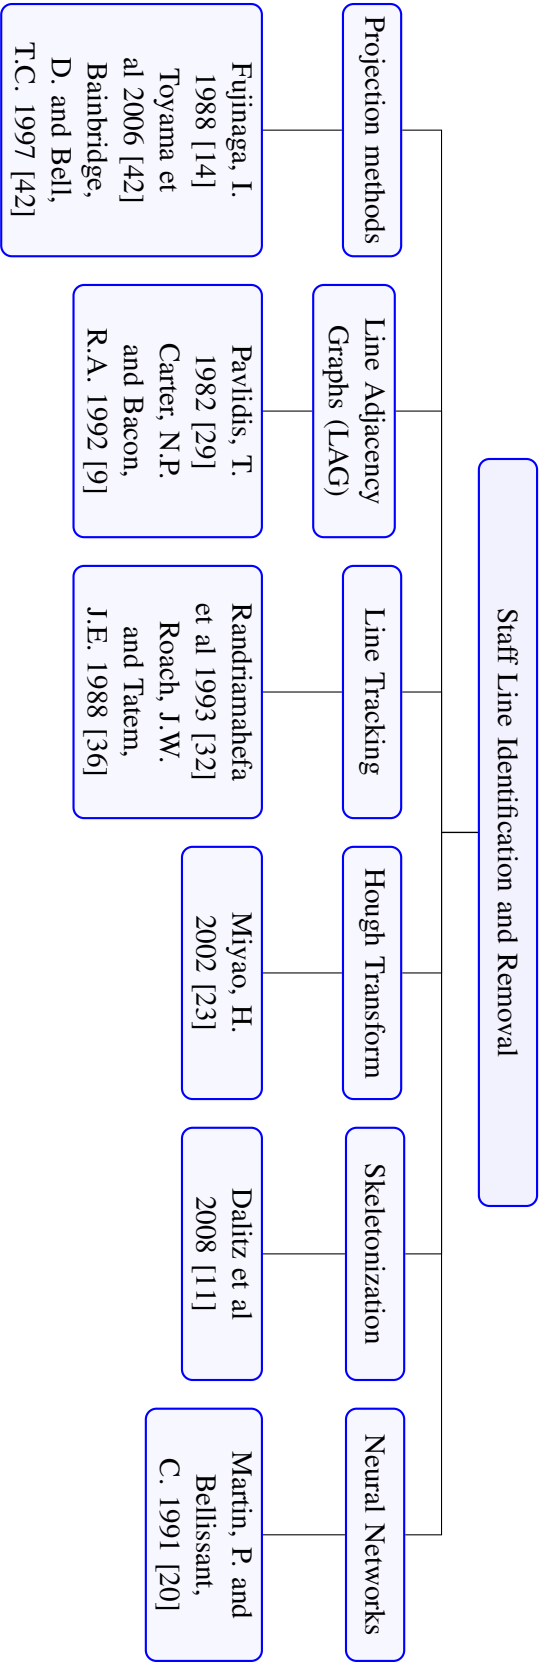 Staff Line Identification and Removal
Projection methods
Fujinaga, I.
1988 [14]
Toyama et
al 2006 [42]
Bainbridge,
D. and Bell,
T.C. 1997 [42]
Line Adjacency
Graphs (LAG)
Pavlidis, T.
1982 [29]
Carter, N.P.
and Bacon,
R.A. 1992 [9]
Line Tracking
Randriamahefa
et al 1993 [32]
Roach, J.W.
and Tatem,
J.E. 1988 [36]
Hough Transform
Miyao, H.
2002 [23]
Skeletonization
Dalitz et al
2008 [11]
Neural Networks
Martin, P. and
Bellissant,
C. 1991 [20]